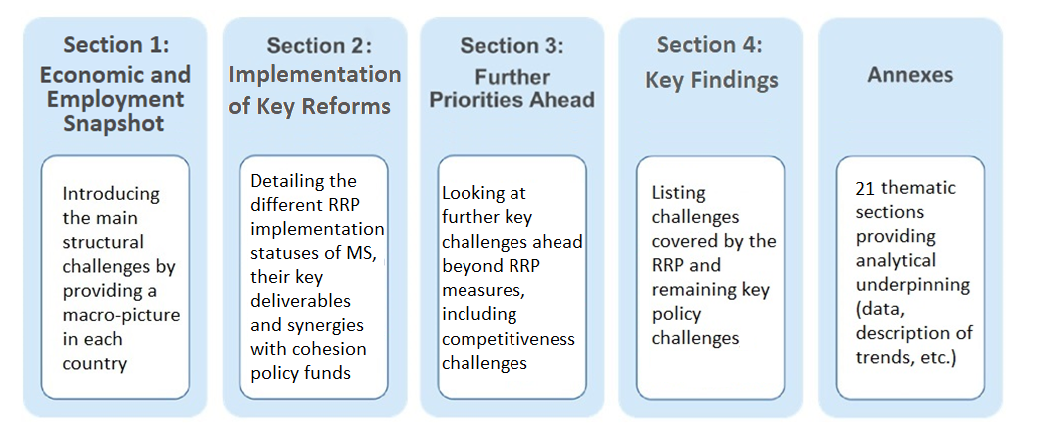 Section 1:
Economic and
Employment
Snapshot
Introducing
the main
structural
challenges by
providing a
macro-picture
in each
country
Section 2:
Implementation
of Key Reforms
Detailing the
different RRP
implementation
statuses of MS,
their key
deliverables
and synergies
with cohesion
policy funds
Section 3:
Further
Priorities Ahead
Looking at
further key
challenges ahead
beyond RRP
measures,
including
competitiveness
challenges
Section 4:
Key Findings
Listing
challenges
covered by the
RRP and
remaining key
policy
challenges
Annexes
21 thematic
sections
providing
analytical
underpinning
(data,
description of
trends, etc.)